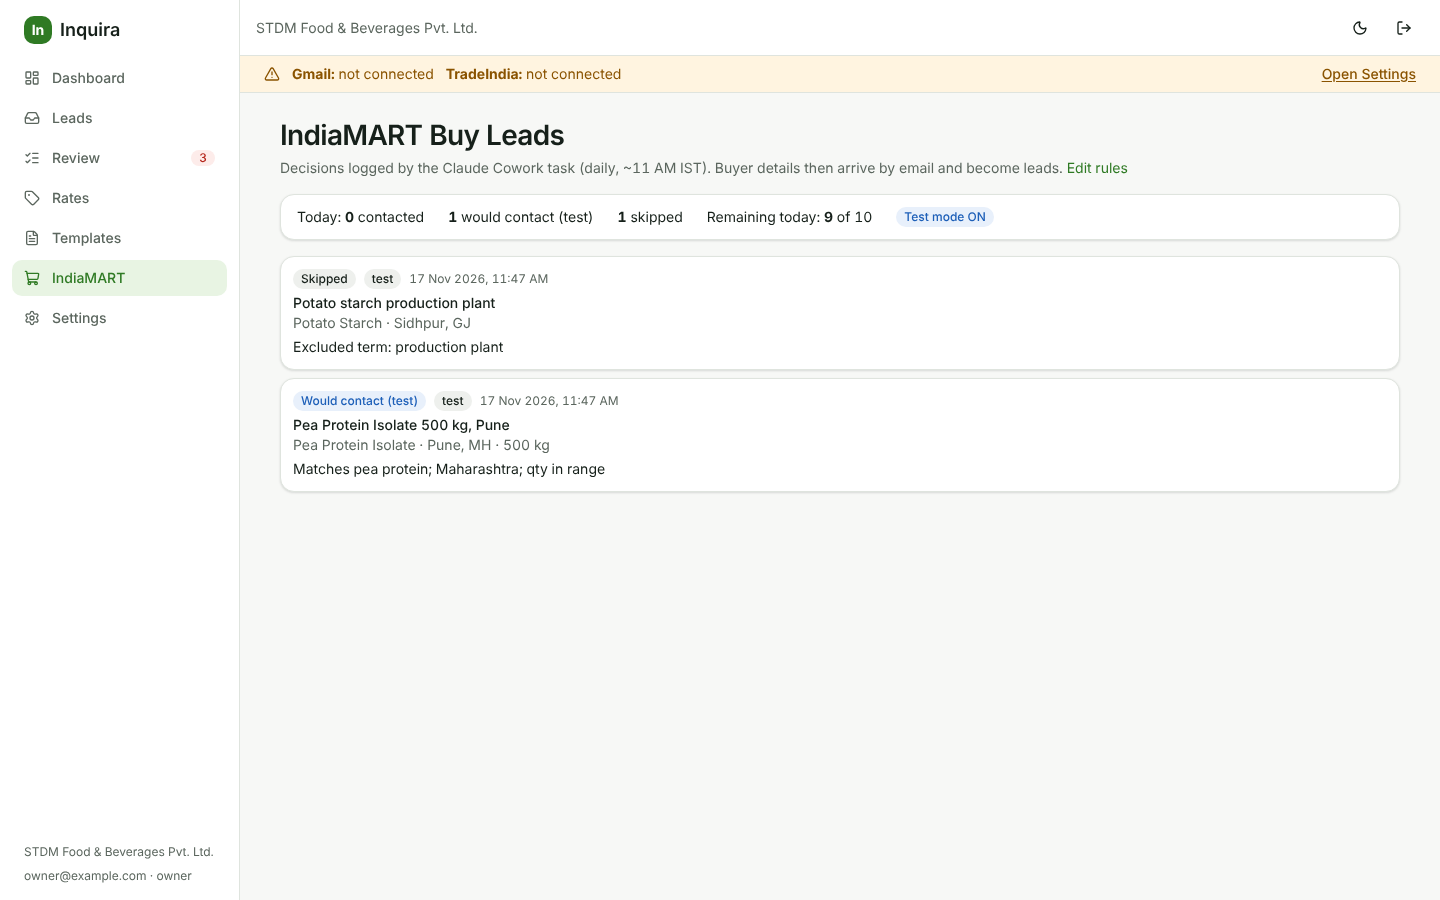 In Inquira
STDM Food & Beverages Pvt. Ltd.
Gmail: not connected TradeIndia: not connected
Open Settings
Dashboard
Leads
Review 3
Rates
Templates
IndiaMART
Settings
IndiaMART Buy Leads
Decisions logged by the Claude Cowork task (daily, ~11 AM IST). Buyer details then arrive by email and become leads. Edit rules
Today: 0 contacted 1 would contact (test) 1 skipped Remaining today: 9 of 10 Test mode ON
Skipped test 17 Nov 2026, 11:47 AM
Potato starch production plant
Potato Starch · Sidhpur, GJ
Excluded term: production plant
Would contact (test) test 17 Nov 2026, 11:47 AM
Pea Protein Isolate 500 kg, Pune
Pea Protein Isolate · Pune, MH · 500 kg
Matches pea protein; Maharashtra; qty in range
STDM Food & Beverages Pvt. Ltd.
owner@example.com · owner